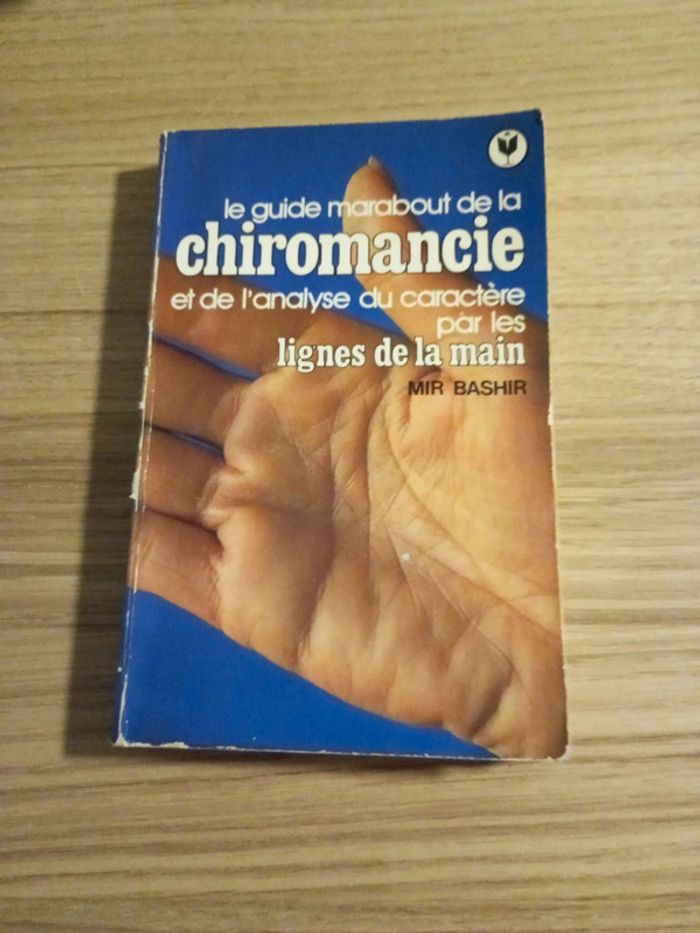 le guide marabout de la
chiromancie
et de l'analyse du caractère
par les
lignes de la main
MIR BASHIR